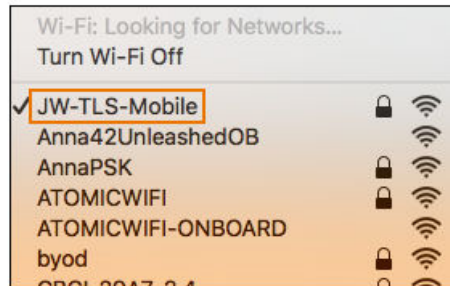 Wi-Fi: Looking for Networks...
Turn Wi-Fi Off
JW-TLS-Mobile
Anna42UnleashedOB
AnnaPSK
ATOMICWIFI
ATOMICWIFI-ONBOARD
byod